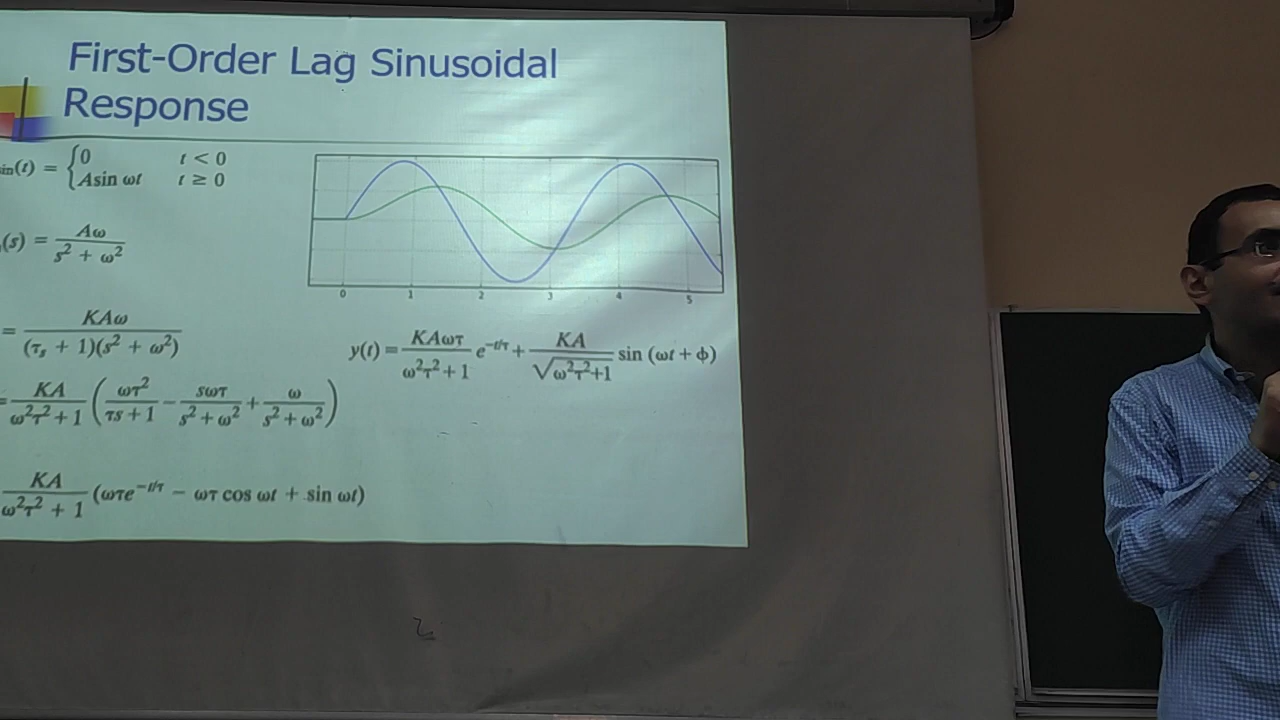 First-Order Lag Sinusoidal
Response
sin(t) = {0 t < 0
Asin ωt t ≥ 0
(s) = Aω / (s² + ω²)
= KAω / ((τₛ + 1)(s² + ω²))
= KA / (ω²τ² + 1) (ωτ² / (τs + 1) − sωτ / (s² + ω²) + ω / (s² + ω²))
KA / (ω²τ² + 1) (ωτe^(−t/τ) − ωτ cos ωt + sin ωt)
0 1 2 3 4 5
y(t) = KAωτ / (ω²τ² + 1) e^(−t/τ) + KA / √(ω²τ²+1) sin (ωt + ϕ)